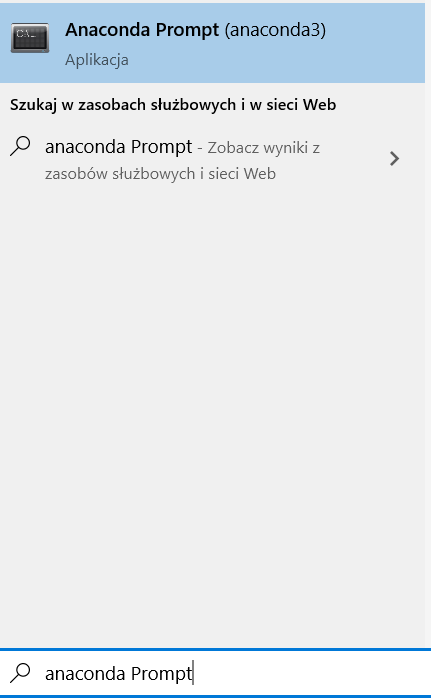 Anaconda Prompt (anaconda3)
Aplikacja
Szukaj w zasobach służbowych i w sieci Web
anaconda Prompt - Zobacz wyniki z
zasobów służbowych i sieci Web
anaconda Prompt